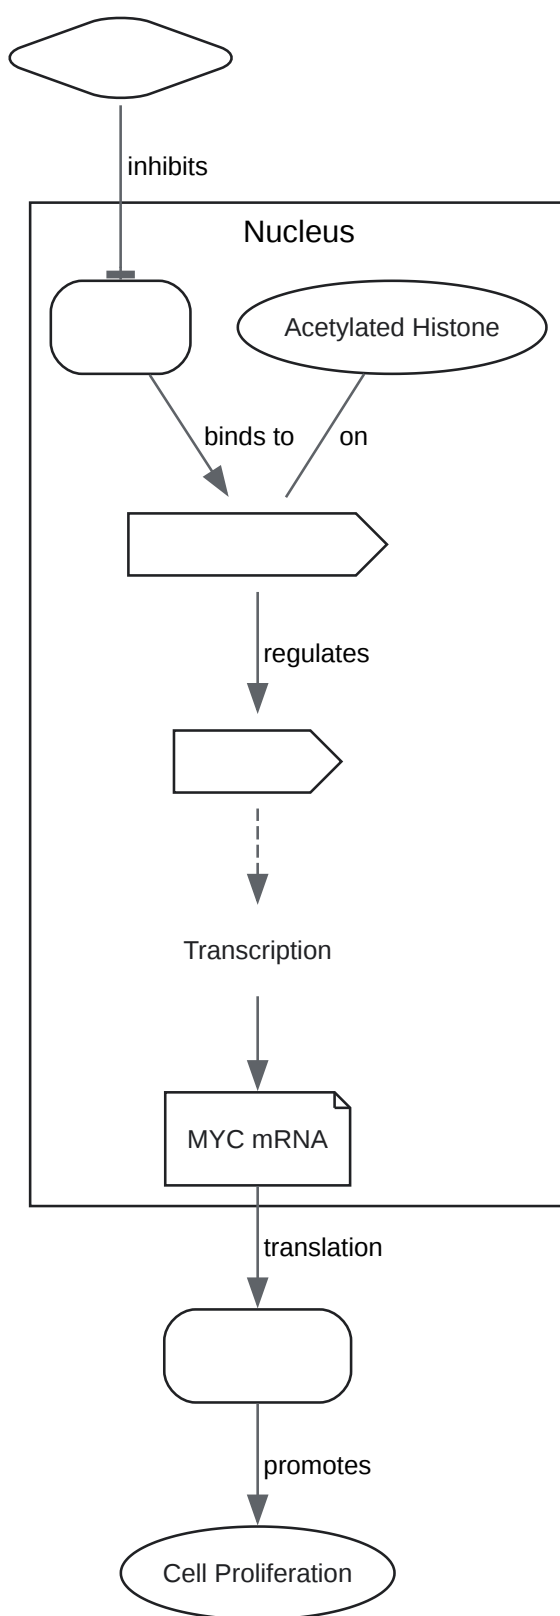 inhibits
Nucleus
Acetylated Histone
binds to
on
regulates
Transcription
MYC mRNA
translation
promotes
Cell Proliferation